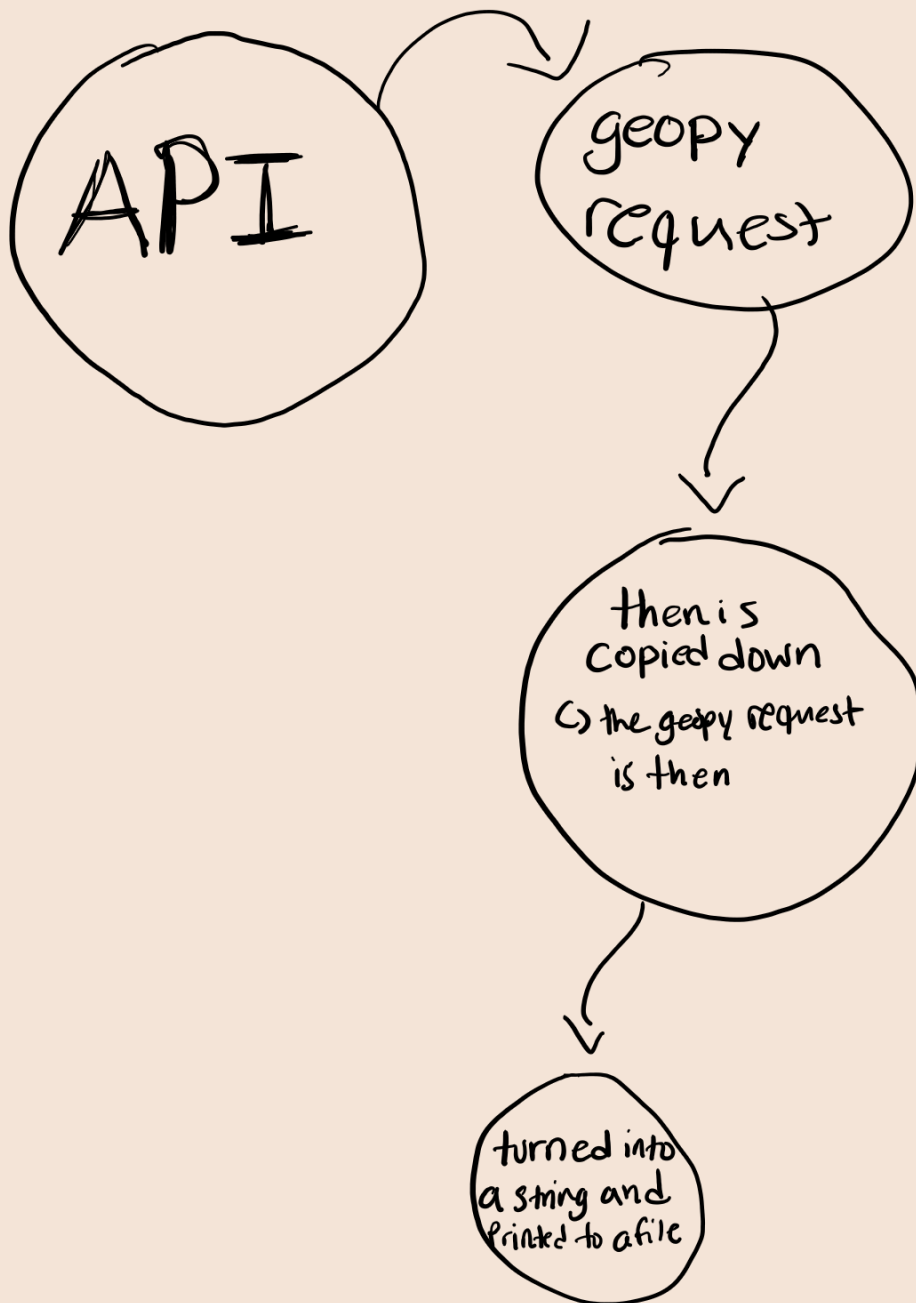 API
geopy
request
then is
copied down
the geopy request
is then
turned into
a string and
Printed to a file